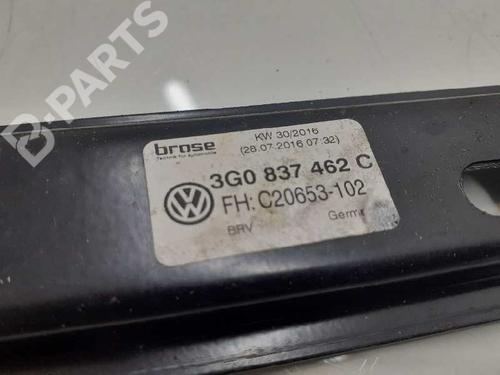 B-PARTS
brose
Technik für Automobile
KW 30/2016
(28.07.2016 07:32)
3G0 837 462 C
FH: C20653-102
BRV Germ